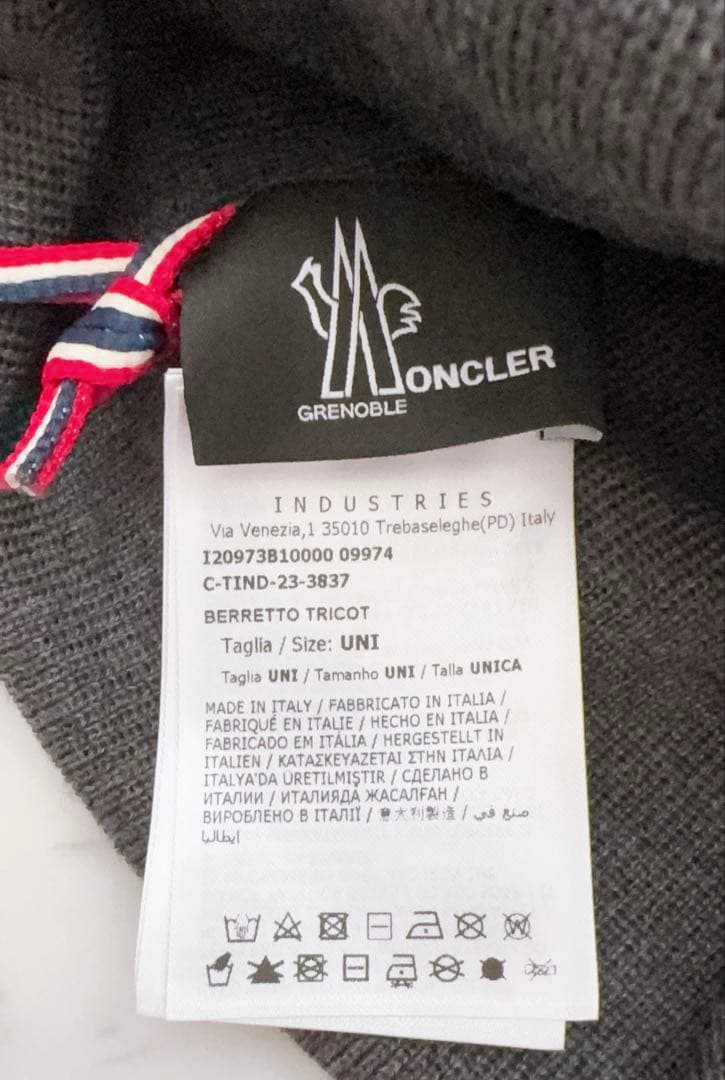 MONCLER
GRENOBLE
INDUSTRIES
Via Venezia,1 35010 Trebaseleghe(PD) Italy
I20973B10000 09974
C-TIND-23-3837
BERRETTO TRICOT
Taglia / Size: UNI
Taglia UNI / Tamanho UNI / Talla UNICA
MADE IN ITALY / FABBRICATO IN ITALIA /
FABRIQUÉ EN ITALIE / HECHO EN ITALIA /
FABRICADO EM ITÁLIA / HERGESTELLT IN
ITALIEN / ΚΑΤΑΣΚΕΥΑΖΕΤΑΙ ΣΤΗΝ ΙΤΑΛΙΑ /
ITALYA'DA ÜRETILMIŞTIR / СДЕЛАНО В
ИТАЛИИ / ИТАЛИЯДА ЖАСАЛҒАН /
ВИРОБЛЕНО В ІТАЛІЇ / 意大利製造 / صنع في
ايطاليا